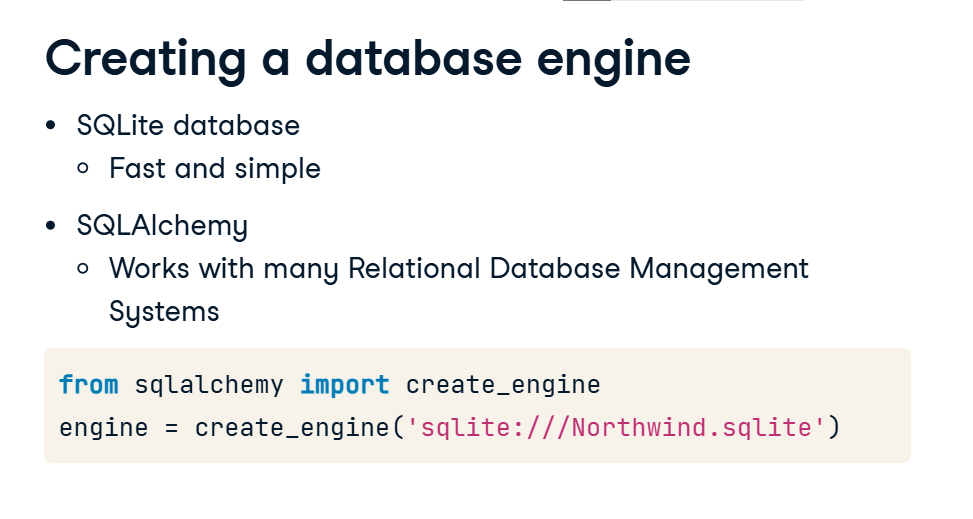 Creating a database engine
• SQLite database
○ Fast and simple
• SQLAlchemy
○ Works with many Relational Database Management
Systems
from sqlalchemy import create_engine
engine = create_engine('sqlite:///Northwind.sqlite')